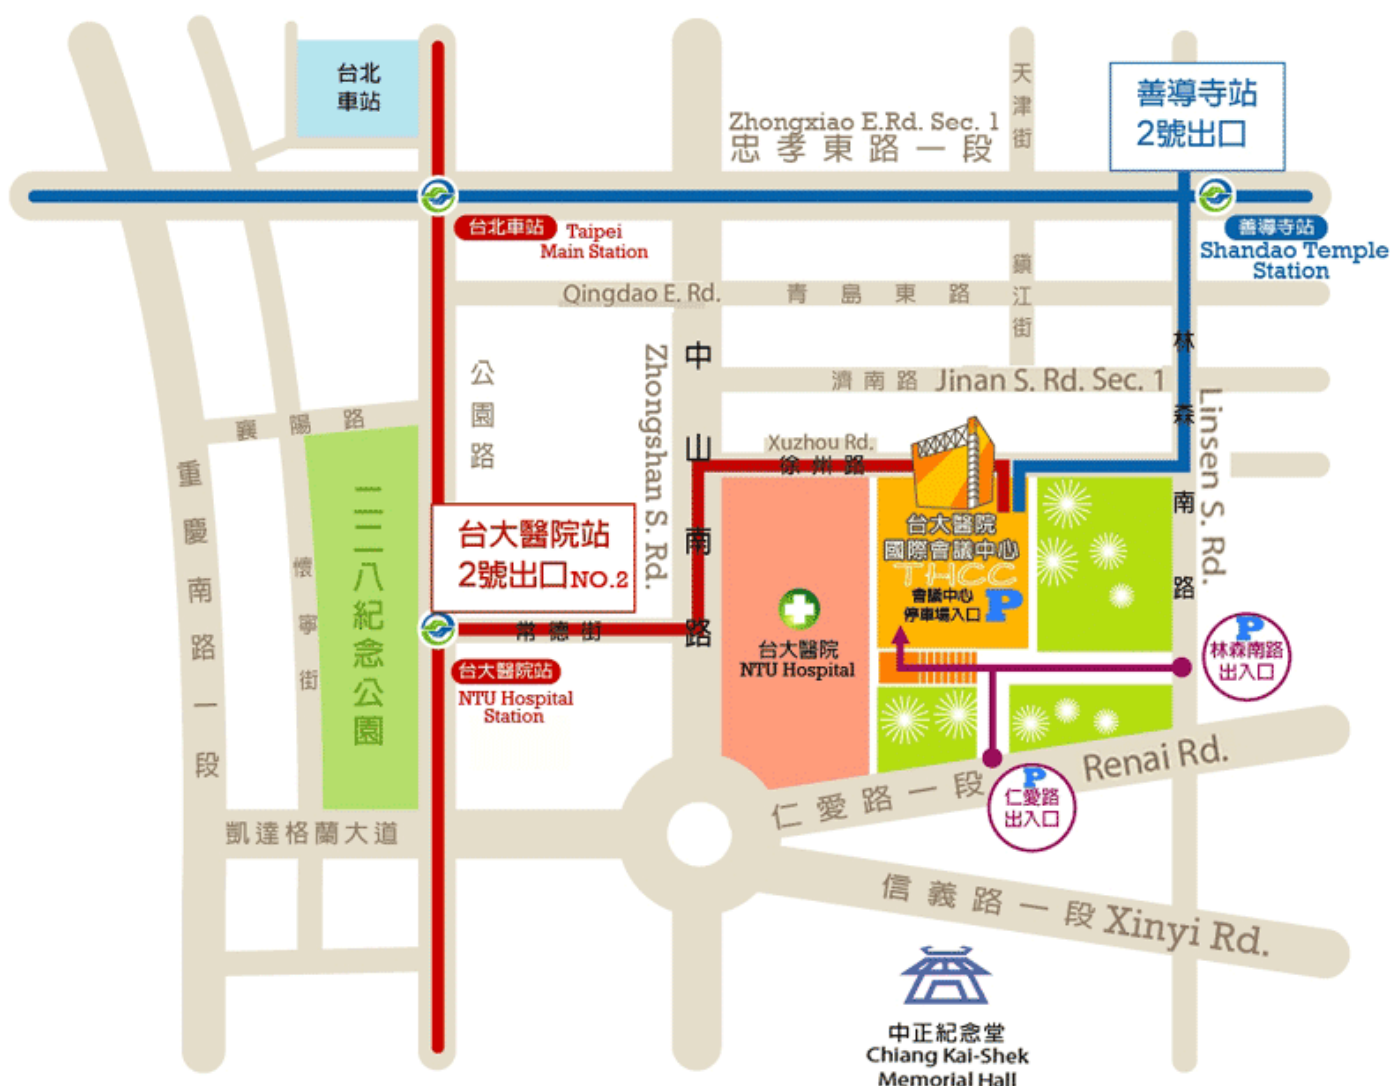 台北
車站
Zhongxiao E.Rd. Sec. 1
忠孝東路一段
天津街
善導寺站
2號出口
台北車站
Taipei
Main Station
善導寺站
Shandao Temple
Station
Qingdao E. Rd.
青島東路
鎮江街
公園路
Zhongshan S. Rd.
中山南路
濟南路 Jinan S. Rd. Sec. 1
林森南路
Linsen S. Rd.
襄陽路
重慶南路一段
懷寧街
二二八紀念公園
Xuzhou Rd.
徐州路
台大醫院站
2號出口NO.2
常德街
台大醫院站
NTU Hospital
Station
台大醫院
NTU Hospital
台大醫院
國際會議中心
THCC
會議中心
停車場入口 P
P
林森南路
出入口
P
仁愛路
出入口
仁愛路一段
Renai Rd.
凱達格蘭大道
信義路一段 Xinyi Rd.
中正紀念堂
Chiang Kai-Shek
Memorial Hall